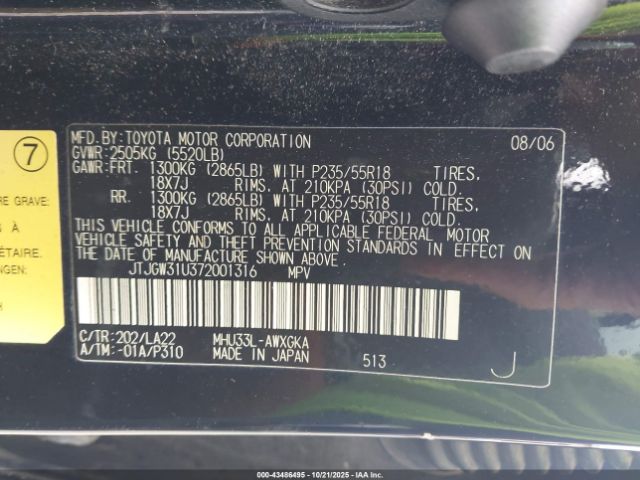 MFD.BY:TOYOTA MOTOR CORPORATION 08/06
GVWR:2505KG (5520LB)
GAWR:FRT. 1300KG (2865LB) WITH P235/55R18 TIRES,
18X7J RIMS, AT 210KPA (30PSI) COLD.
RR. 1300KG (2865LB) WITH P235/55R18 TIRES,
18X7J RIMS, AT 210KPA (30PSI) COLD.
THIS VEHICLE CONFORMS TO ALL APPLICABLE FEDERAL MOTOR
VEHICLE SAFETY AND THEFT PREVENTION STANDARDS IN EFFECT ON
THE DATE OF MANUFACTURE SHOWN ABOVE.
JTJGW31U372001316 MPV
C/TR:202/LA22 MHU33L-AWXGKA
A/TM:-01A/P310 MADE IN JAPAN 513 J
7
RE GRAVE:
S À
ÉTAIRE.
NGEN:
000-43486495 - 10/21/2025 - IAA Corp.